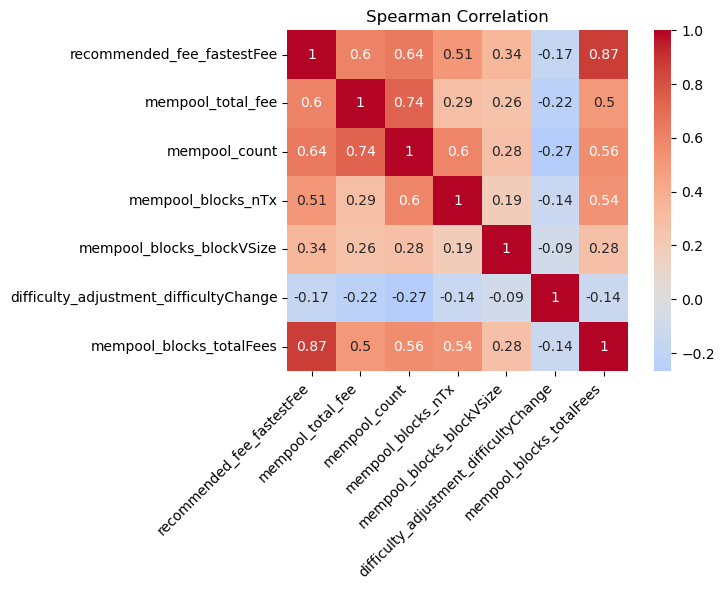 Spearman Correlation
recommended_fee_fastestFee 1 0.6 0.64 0.51 0.34 -0.17 0.87
mempool_total_fee 0.6 1 0.74 0.29 0.26 -0.22 0.5
mempool_count 0.64 0.74 1 0.6 0.28 -0.27 0.56
mempool_blocks_nTx 0.51 0.29 0.6 1 0.19 -0.14 0.54
mempool_blocks_blockVSize 0.34 0.26 0.28 0.19 1 -0.09 0.28
difficulty_adjustment_difficultyChange -0.17 -0.22 -0.27 -0.14 -0.09 1 -0.14
mempool_blocks_totalFees 0.87 0.5 0.56 0.54 0.28 -0.14 1
recommended_fee_fastestFee
mempool_total_fee
mempool_count
mempool_blocks_nTx
mempool_blocks_blockVSize
difficulty_adjustment_difficultyChange
mempool_blocks_totalFees
1.0
0.8
0.6
0.4
0.2
0.0
−0.2